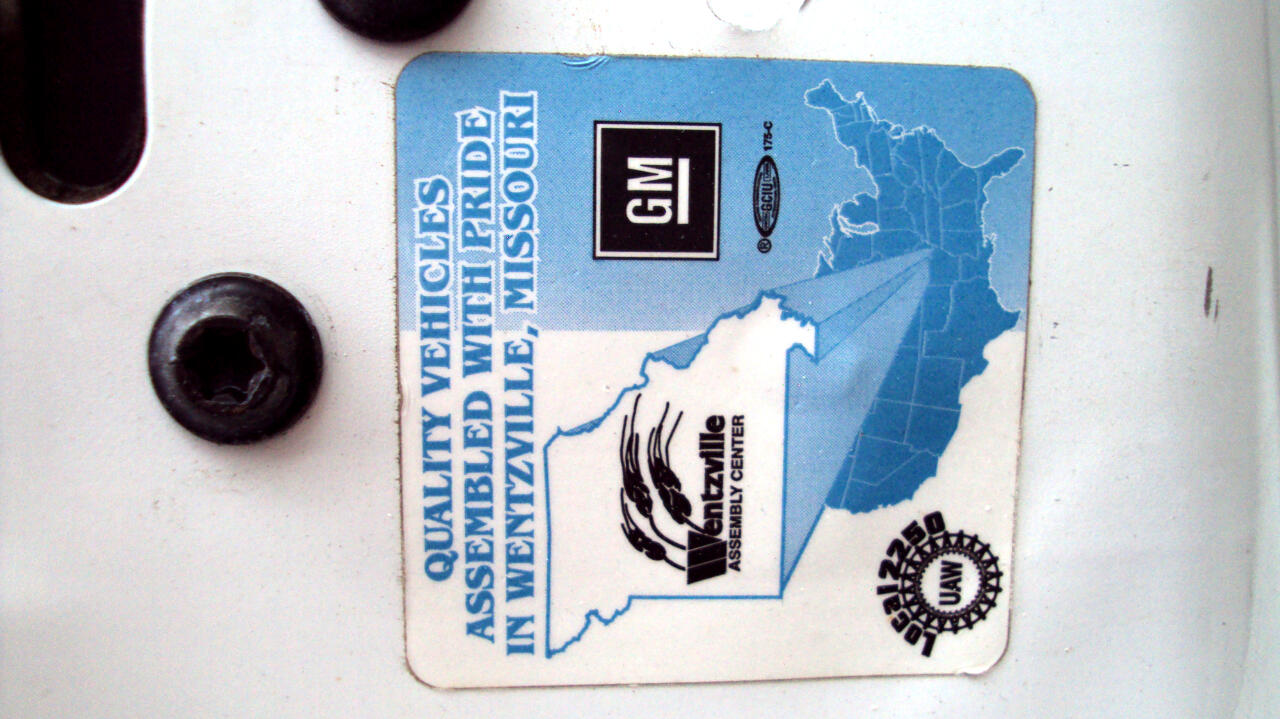 QUALITY VEHICLES
ASSEMBLED WITH PRIDE
IN WENTZVILLE, MISSOURI
GM
® GCIU 175-C
Wentzville
ASSEMBLY CENTER
Local 2250
UAW